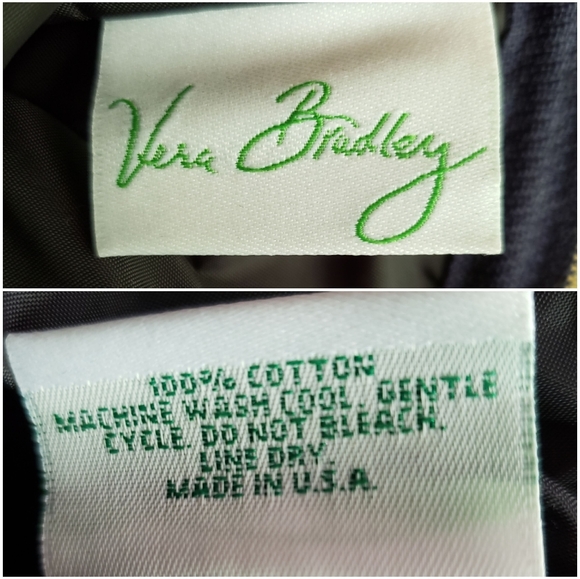 Vera Bradley
100% COTTON
MACHINE WASH COOL. GENTLE
CYCLE. DO NOT BLEACH.
LINE DRY
MADE IN U.S.A.